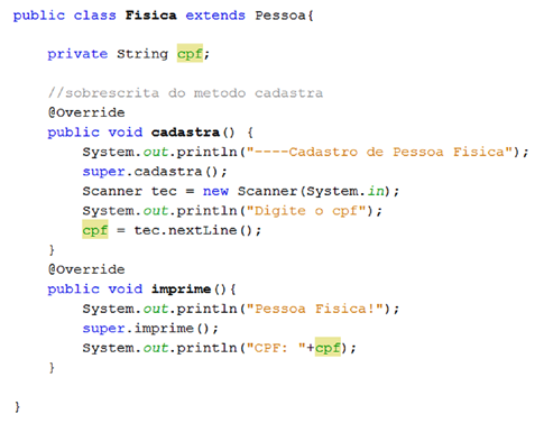 public class Fisica extends Pessoa{
private String cpf;
//sobrescrita do metodo cadastra
@Override
public void cadastra() {
System.out.println("----Cadastro de Pessoa Fisica");
super.cadastra();
Scanner tec = new Scanner(System.in);
System.out.println("Digite o cpf");
cpf = tec.nextLine();
}
@Override
public void imprime(){
System.out.println("Pessoa Fisica!");
super.imprime();
System.out.println("CPF: "+cpf);
}
}